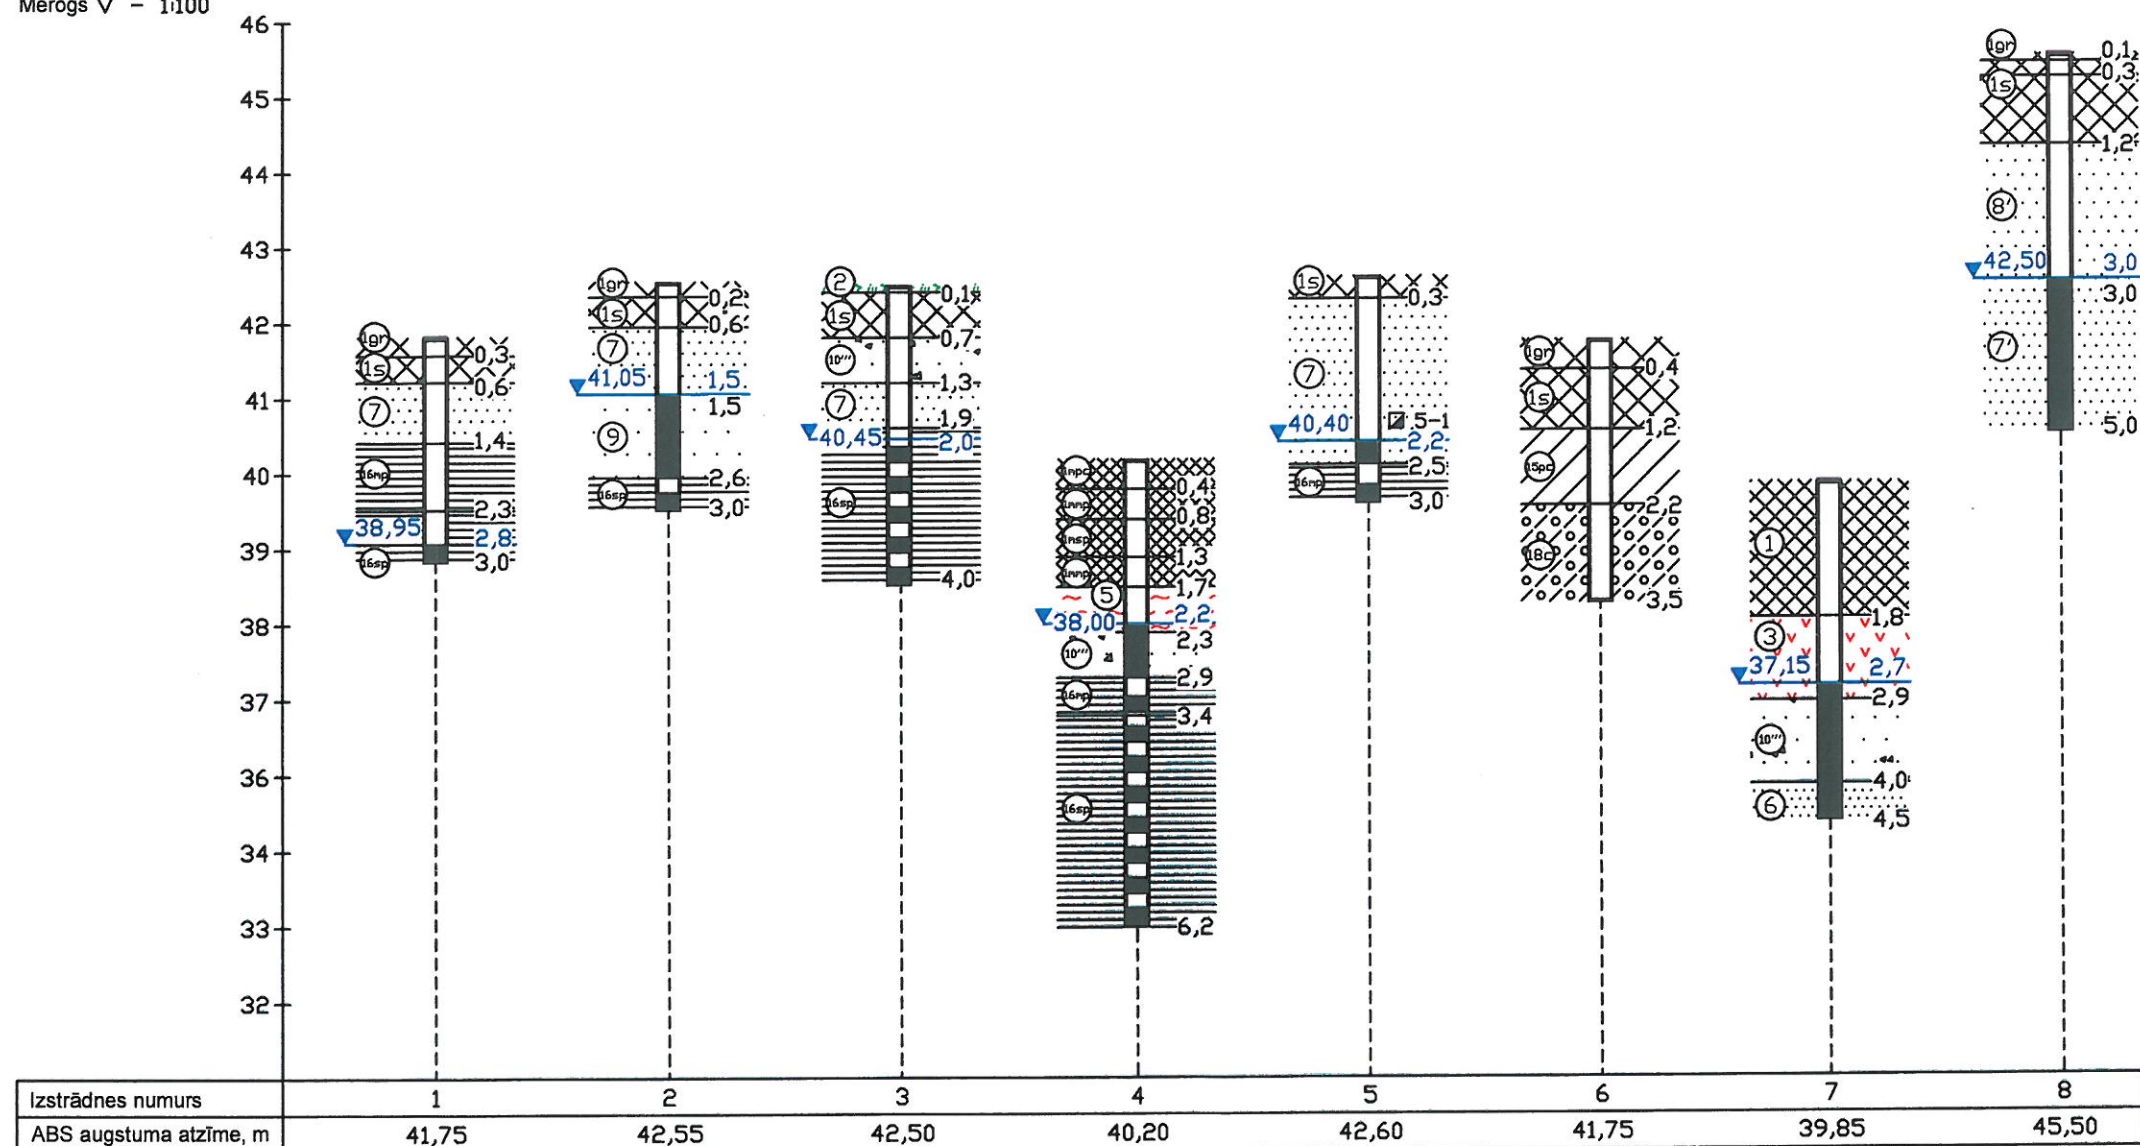 Mērogs V – 1:100
46
45
44
43
42
41
40
39
38
37
36
34
33
32
1gr 0,3
1s 0,6
7 1,4
16mp 2,3
38,95 2,8
16sp 3,0
1gr 0,2
1s 0,6
7
41,05 1,5
1,5
9 2,6
16sp 3,0
2 0,1
1s 0,7
10''' 1,3
7 1,9
40,45 2,0
16sp 4,0
1mpc 0,4
1mmp 0,8
1msp 1,3
1mmp 1,7
5
38,00 2,2
2,3
10''' 2,9
16mp 3,4
16sp 6,2
1s 0,3
7 5-1
40,40 2,2
2,5
16mp 3,0
1gr 0,4
1s 1,2
15pc 2,2
18c 3,5
1 1,8
3
37,15 2,7
2,9
10''' 4,0
6 4,5
1gr 0,1
0,3
1s 1,2
8'
42,50 3,0
3,0
7' 5,0
Izstrādnes numurs 1 2 3 4 5 6 7 8
ABS augstuma atzīme, m 41,75 42,55 42,50 40,20 42,60 41,75 39,85 45,50